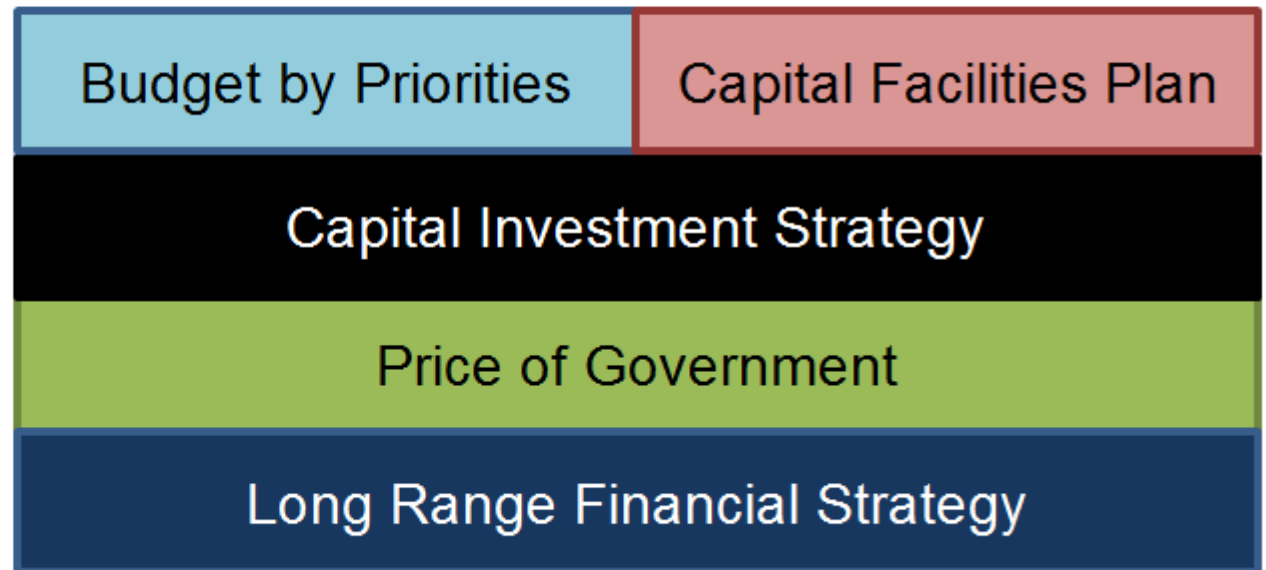 Budget by Priorities
Capital Facilities Plan
Capital Investment Strategy
Price of Government
Long Range Financial Strategy